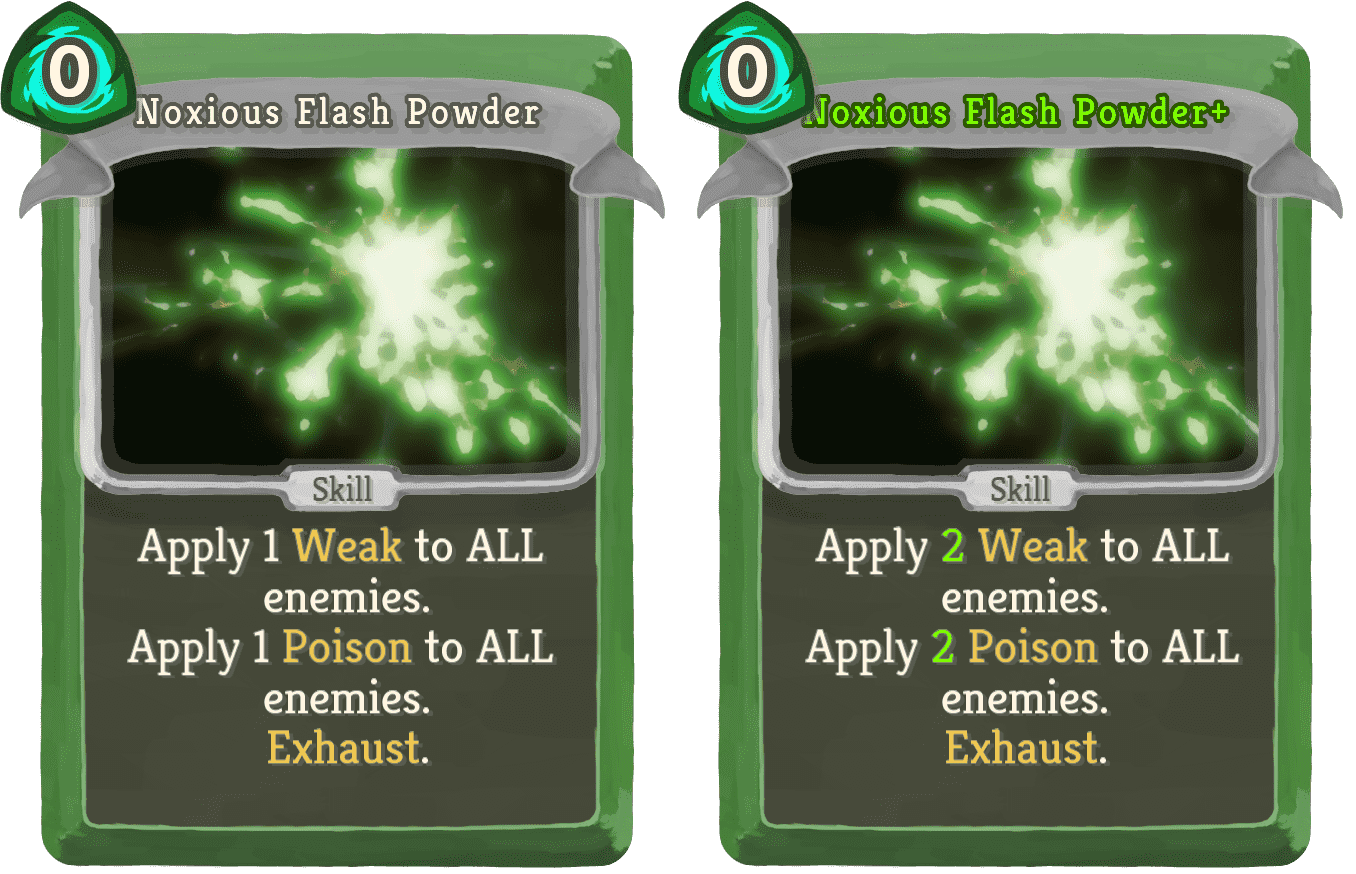 0
Noxious Flash Powder
Skill
Apply 1 Weak to ALL
enemies.
Apply 1 Poison to ALL
enemies.
Exhaust.
0
Noxious Flash Powder+
Skill
Apply 2 Weak to ALL
enemies.
Apply 2 Poison to ALL
enemies.
Exhaust.